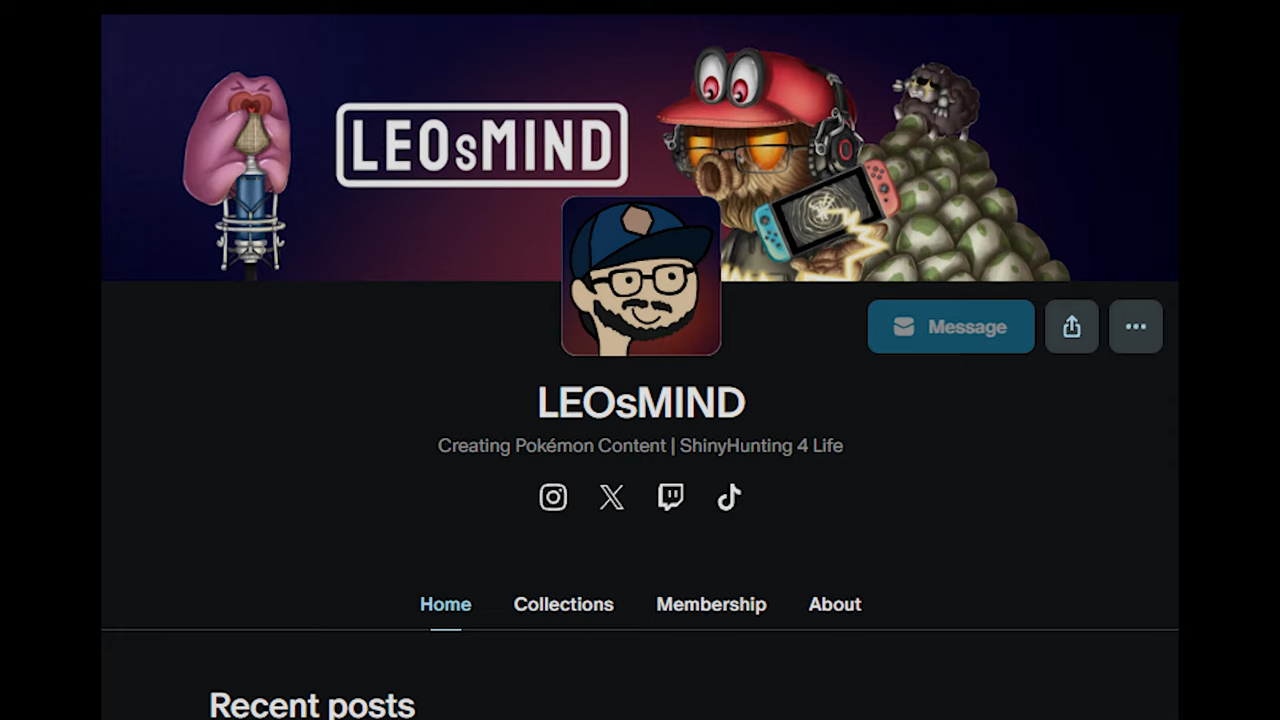 LEOsMIND
Message
LEOsMIND
Creating Pokémon Content | ShinyHunting 4 Life
Home Collections Membership About
Recent posts